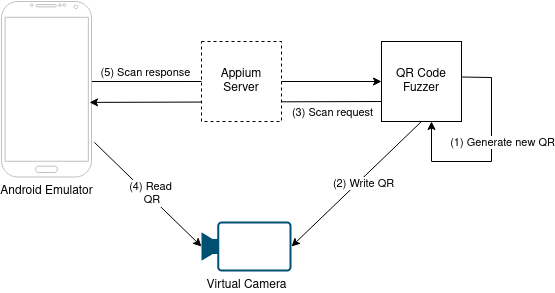 (5) Scan response
Appium
Server
QR Code
Fuzzer
(3) Scan request
(1) Generate new QR
Android Emulator
(4) Read
QR
(2) Write QR
Virtual Camera